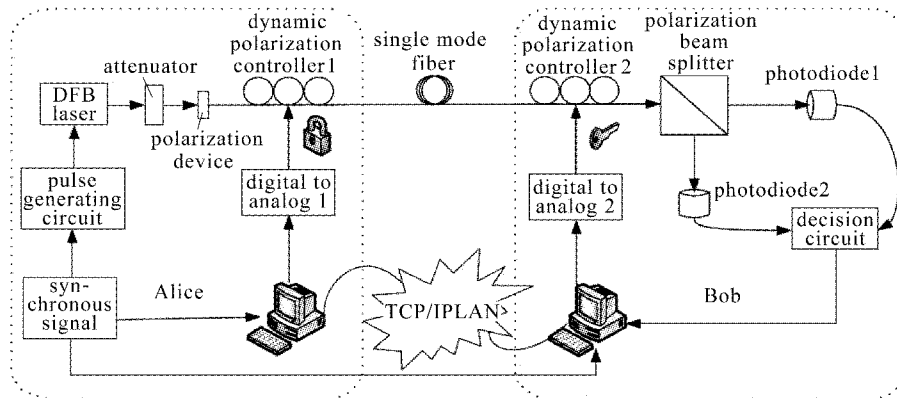 dynamic
polarization
controller1
single mode
fiber
dynamic
polarization
controller 2
polarization
beam
splitter
attenuator
photodiode1
DFB
laser
polarization
device
pulse
generating
circuit
digital to
analog 1
digital to
analog 2
photodiode2
decision
circuit
syn-
chronous
signal
Alice
TCP/IPLAN
Bob